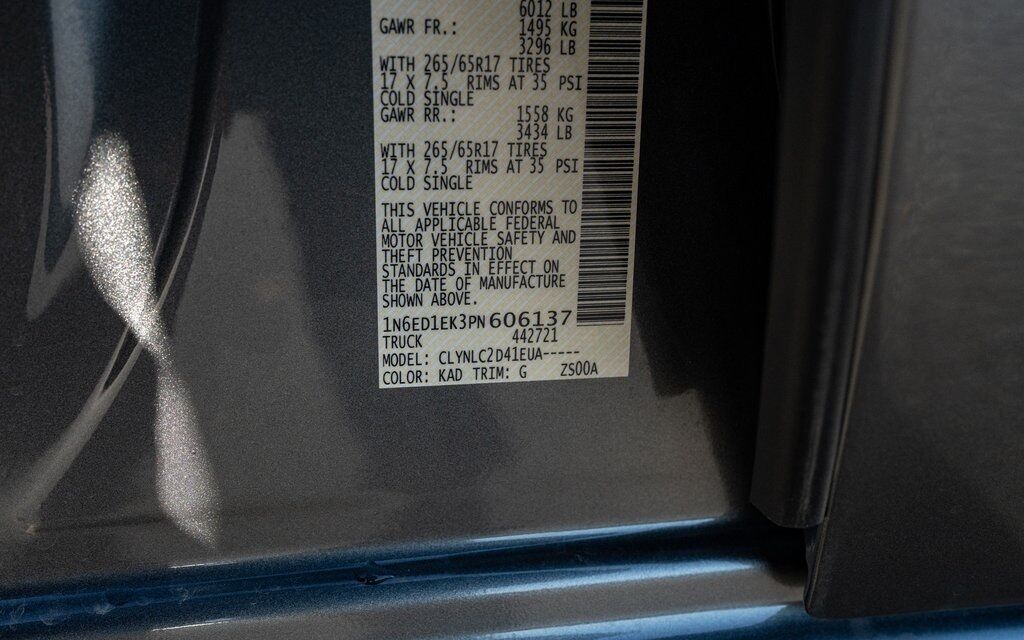 6012 LB
GAWR FR.: 1495 KG
3296 LB
WITH 265/65R17 TIRES
17 X 7.5 RIMS AT 35 PSI
COLD SINGLE
GAWR RR.: 1558 KG
3434 LB
WITH 265/65R17 TIRES
17 X 7.5 RIMS AT 35 PSI
COLD SINGLE
THIS VEHICLE CONFORMS TO
ALL APPLICABLE FEDERAL
MOTOR VEHICLE SAFETY AND
THEFT PREVENTION
STANDARDS IN EFFECT ON
THE DATE OF MANUFACTURE
SHOWN ABOVE.
1N6ED1EK3PN606137
TRUCK 442721
MODEL: CLYNLC2D41EUA-----
COLOR: KAD TRIM: G ZS00A